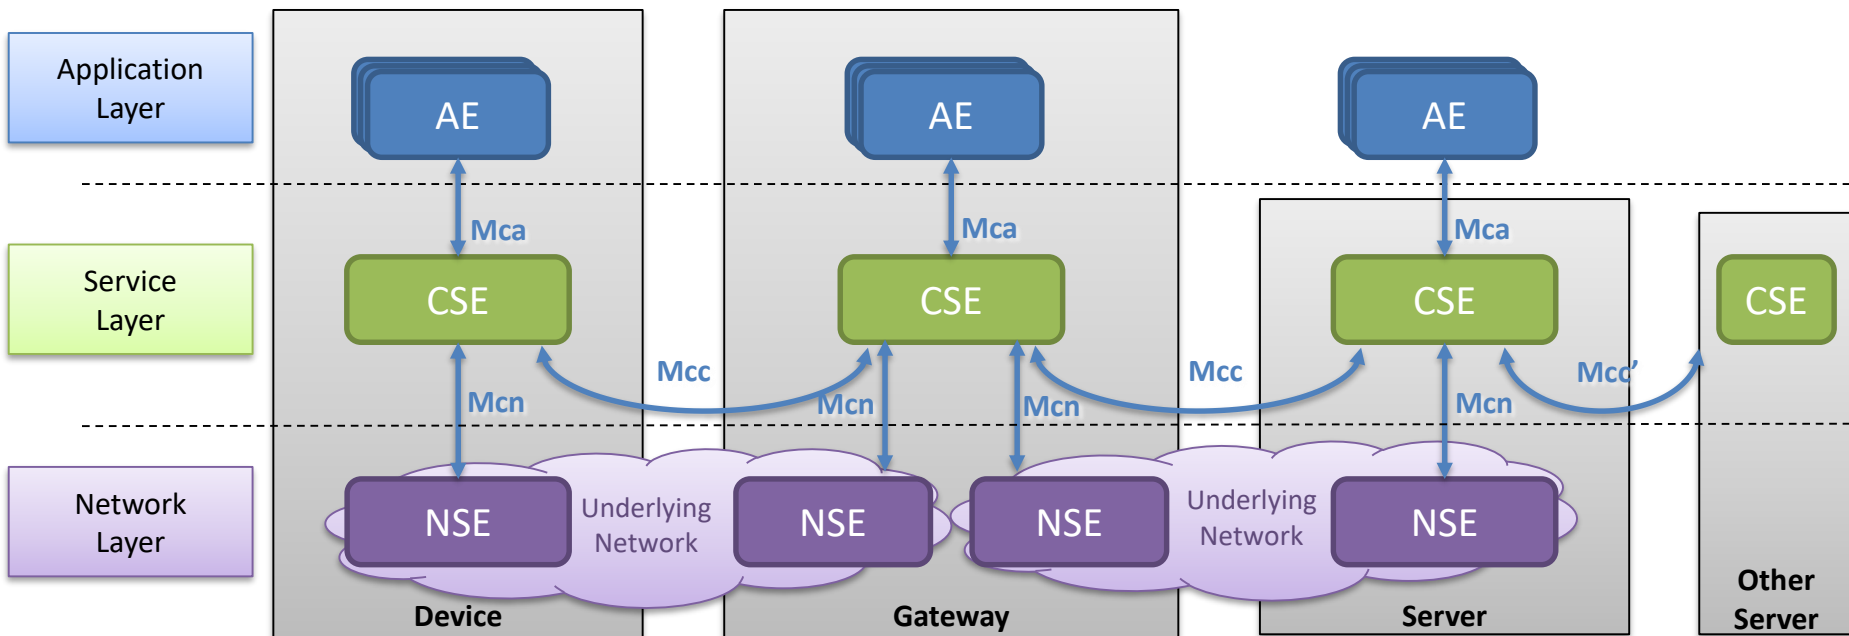 Application
Layer
AE
AE
AE
Mca
Mca
Mca
Service
Layer
CSE
CSE
CSE
CSE
Mcc
Mcc
Mcc’
Mcn
Mcn
Mcn
Mcn
Network
Layer
NSE
Underlying
Network
NSE
NSE
Underlying
Network
NSE
Device
Gateway
Server
Other
Server